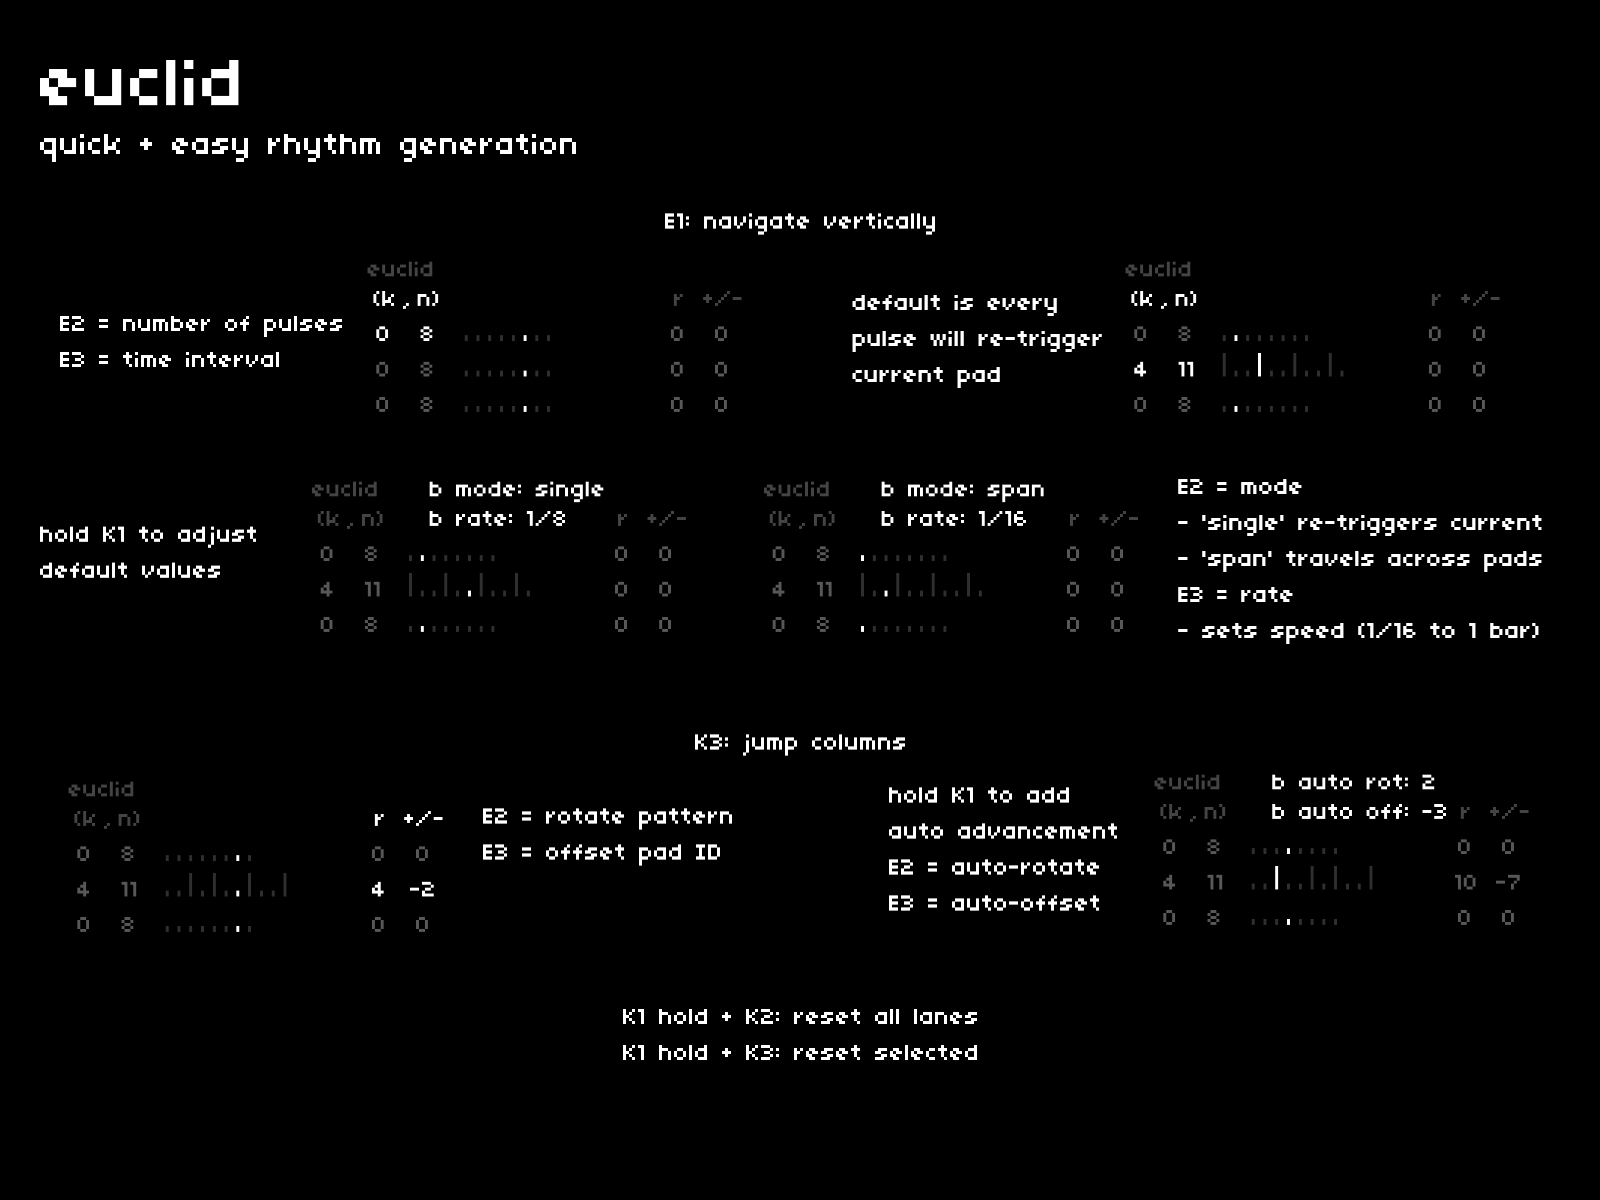 euclid
quick + easy rhythm generation
E1: navigate vertically
E2 = number of pulses
E3 = time interval
euclid
(k , n) r +/-
0 8 0 0
0 8 0 0
0 8 0 0
default is every
pulse will re-trigger
current pad
euclid
(k , n) r +/-
0 8 0 0
4 11 0 0
0 8 0 0
hold K1 to adjust
default values
euclid b mode: single
(k , n) b rate: 1/8 r +/-
0 8 0 0
4 11 0 0
0 8 0 0
euclid b mode: span
(k , n) b rate: 1/16 r +/-
0 8 0 0
4 11 0 0
0 8 0 0
E2 = mode
- 'single' re-triggers current
- 'span' travels across pads
E3 = rate
- sets speed (1/16 to 1 bar)
K3: jump columns
euclid
(k , n) r +/-
0 8 0 0
4 11 4 -2
0 8 0 0
E2 = rotate pattern
E3 = offset pad ID
hold K1 to add
auto advancement
E2 = auto-rotate
E3 = auto-offset
euclid b auto rot: 2
(k , n) b auto off: -3 r +/-
0 8 0 0
4 11 10 -7
0 8 0 0
K1 hold + K2: reset all lanes
K1 hold + K3: reset selected